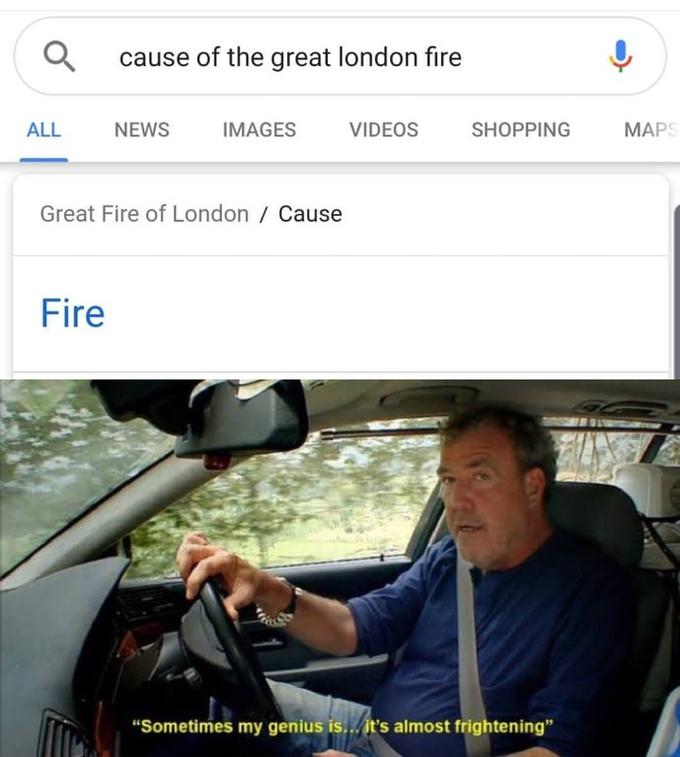 cause of the great london fire
ALL NEWS IMAGES VIDEOS SHOPPING MAPS
Great Fire of London / Cause
Fire
“Sometimes my genius is... it's almost frightening”